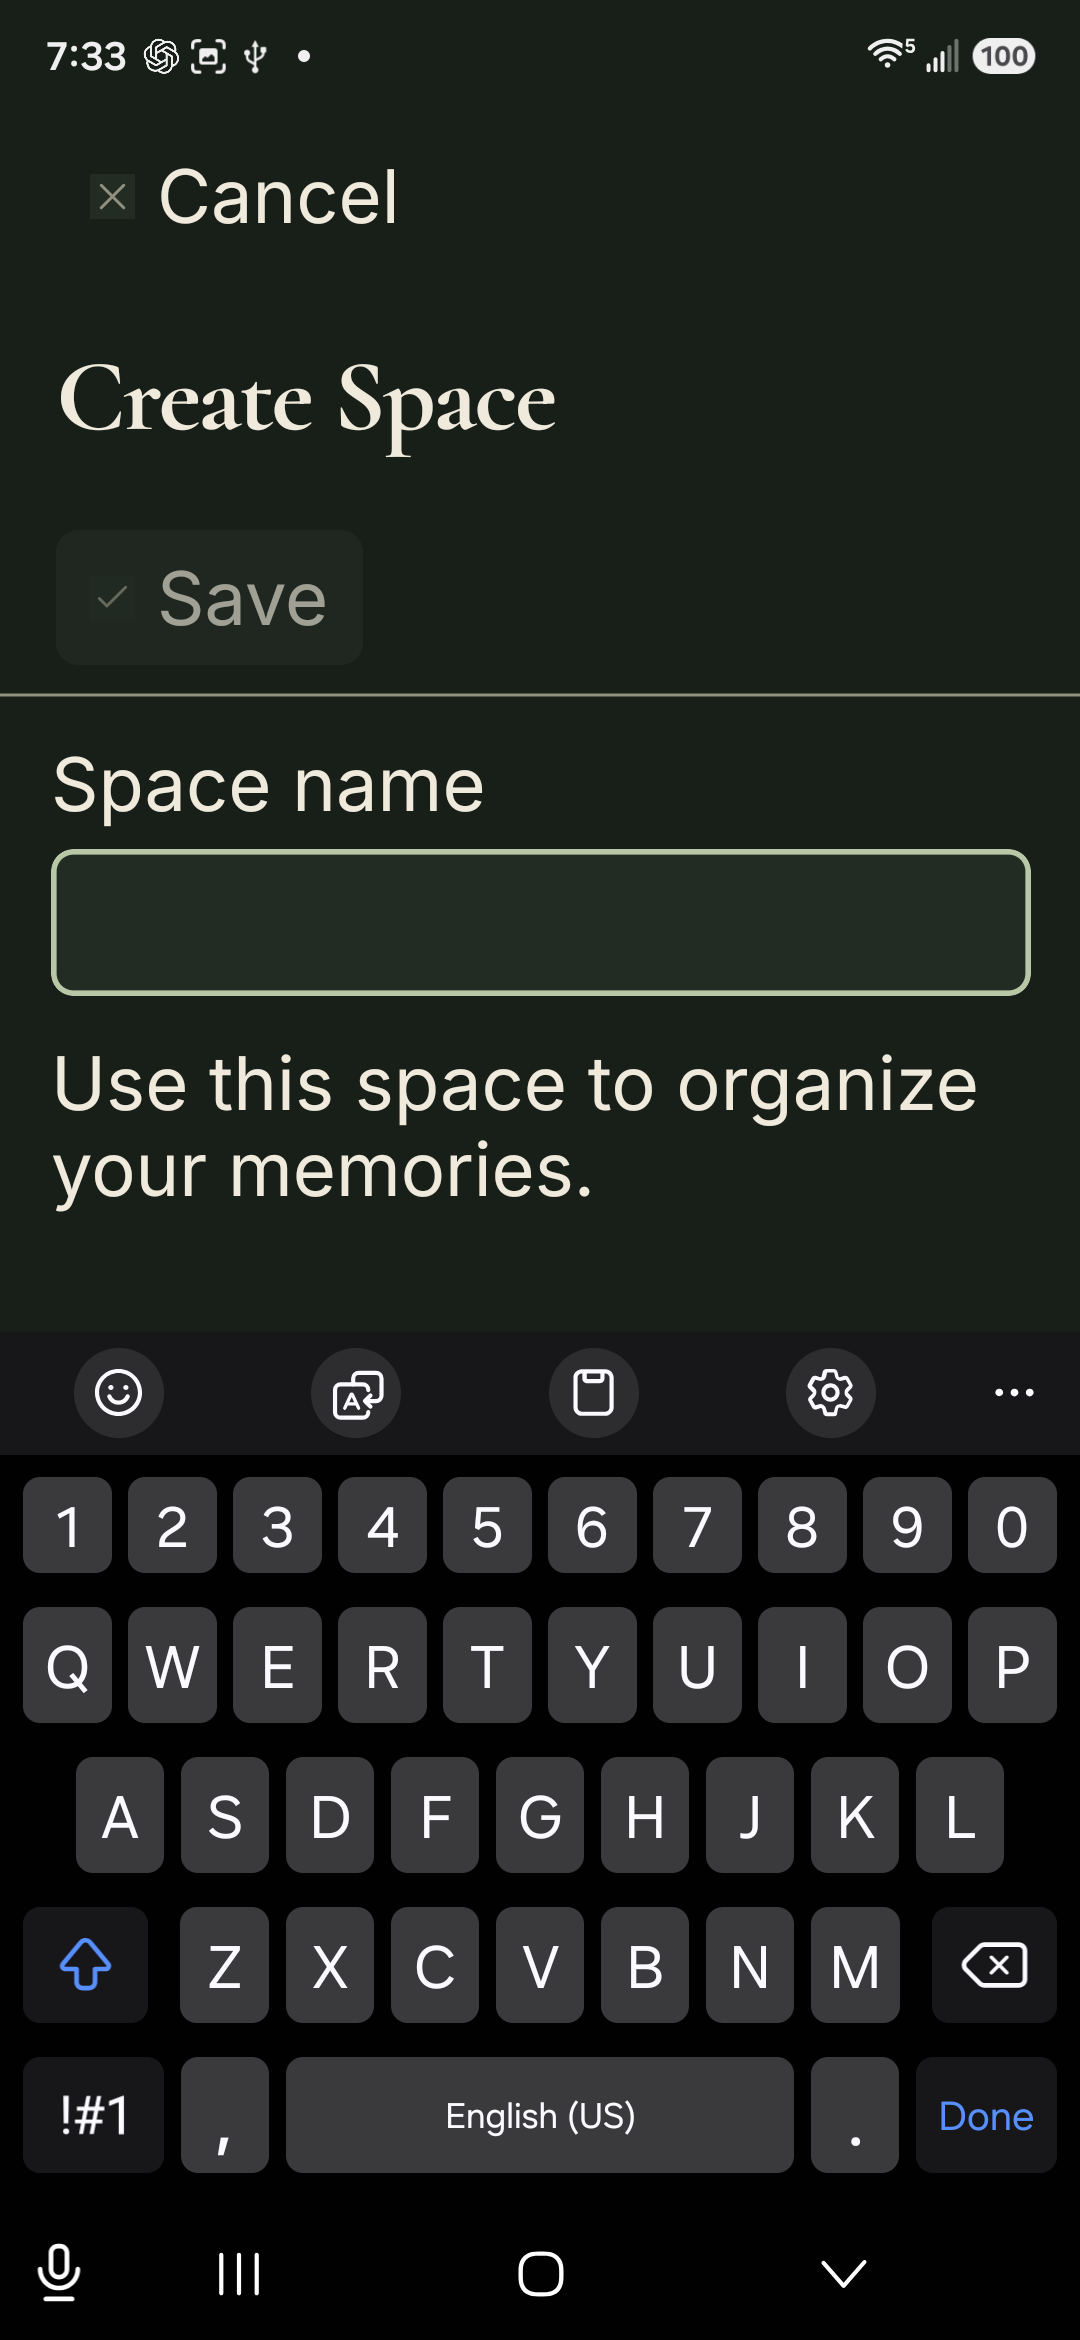 7:33
5
100
Cancel
Create Space
Save
Space name
Use this space to organize
your memories.
A
1 2 3 4 5 6 7 8 9 0
Q W E R T Y U I O P
A S D F G H J K L
Z X C V B N M
!#1 , English (US) . Done